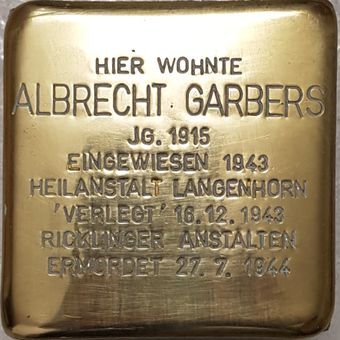 HIER WOHNTE
ALBRECHT GARBERS
JG. 1915
EINGEWIESEN 1943
HEILANSTALT LANGENHORN
'VERLEGT' 16.12.1943
RICKLINGER ANSTALTEN
ERMORDET 27.7.1944